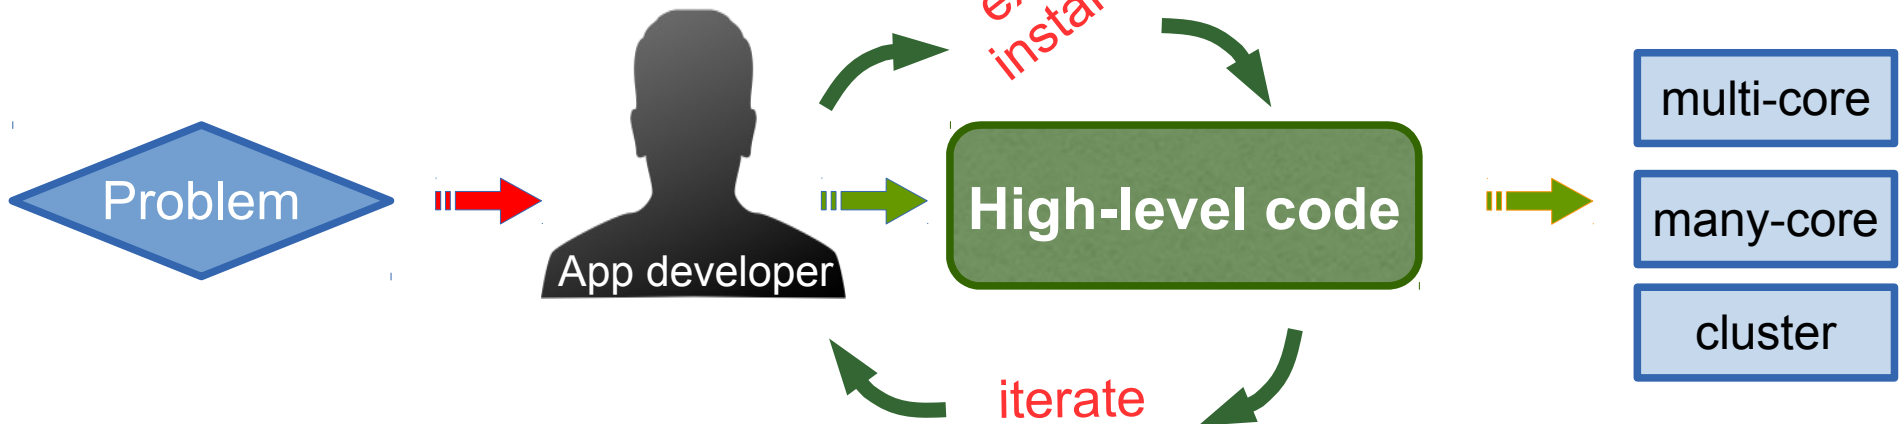 Problem
App developer
High-level code
iterate
multi-core
many-core
cluster